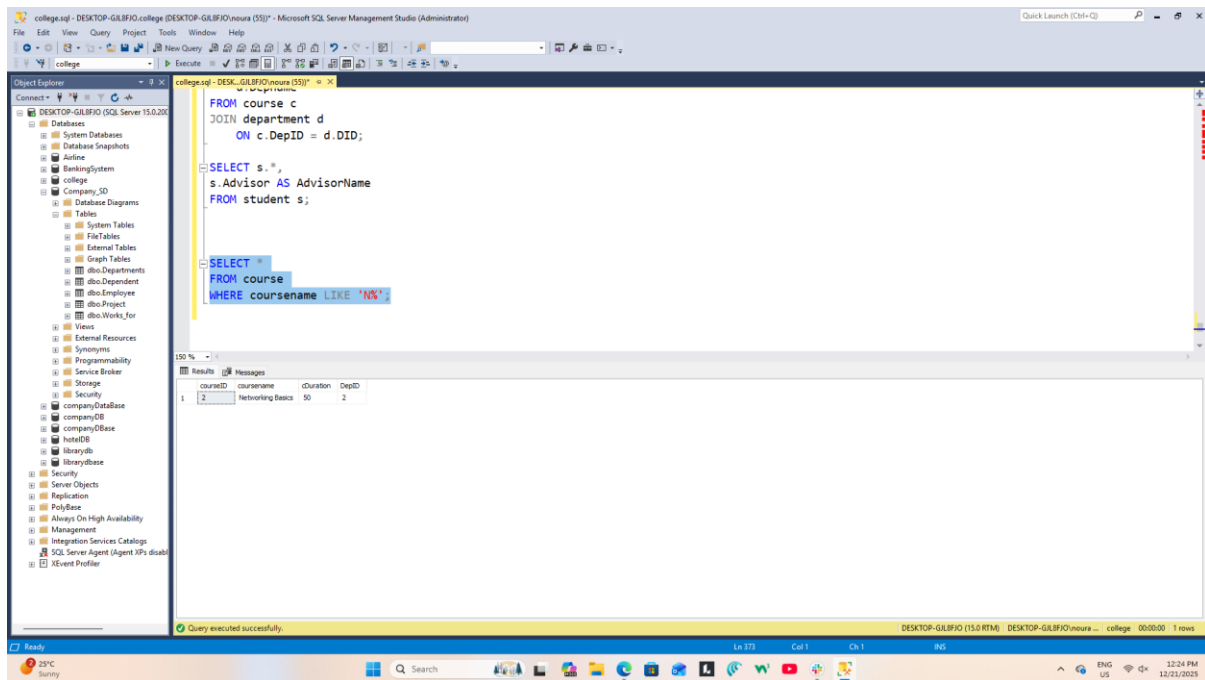 college.sql - DESKTOP-GJL8FJO.college (DESKTOP-GJL8FJO\noura (55))* - Microsoft SQL Server Management Studio (Administrator)
Quick Launch (Ctrl+Q)
File Edit View Query Project Tools Window Help
New Query
college
Execute
Object Explorer
college.sql - DESK...GJL8FJO\noura (55))*
Connect
DESKTOP-GJL8FJO (SQL Server 15.0.200
Databases
System Databases
Database Snapshots
Airline
BankingSystem
college
Company_SD
Database Diagrams
Tables
System Tables
FileTables
External Tables
Graph Tables
dbo.Departments
dbo.Dependent
dbo.Employee
dbo.Project
dbo.Works_for
Views
External Resources
Synonyms
Programmability
Service Broker
Storage
Security
companyDataBase
companyDB
companyDBase
hotelDB
librarydb
librarydbase
Security
Server Objects
Replication
PolyBase
Always On High Availability
Management
Integration Services Catalogs
SQL Server Agent (Agent XPs disabl
XEvent Profiler
d.Depname
FROM course c
JOIN department d
ON c.DepID = d.DID;
SELECT s.*,
s.Advisor AS AdvisorName
FROM student s;
SELECT *
FROM course
WHERE coursename LIKE 'N%';
150 %
Results Messages
courseID coursename cDuration DepID
1 2 Networking Basics 50 2
Query executed successfully.
DESKTOP-GJL8FJO (15.0 RTM) DESKTOP-GJL8FJO\noura ... college 00:00:00 1 rows
Ready
Ln 373 Col 1 Ch 1 INS
2
25°C
Sunny
Search
ENG
US
12:24 PM
12/21/2025